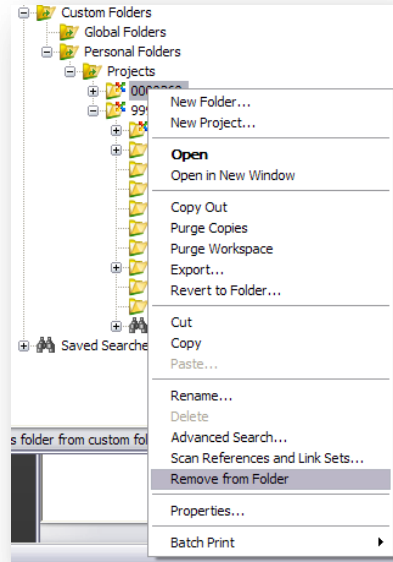 Custom Folders
Global Folders
Personal Folders
Projects
999
New Folder...
New Project...
Open
Open in New Window
Copy Out
Purge Copies
Purge Workspace
Export...
Revert to Folder...
Cut
Copy
Paste...
Saved Searche
Rename...
Delete
Advanced Search...
s folder from custom fol
Scan References and Link Sets...
Remove from Folder
Properties...
Batch Print